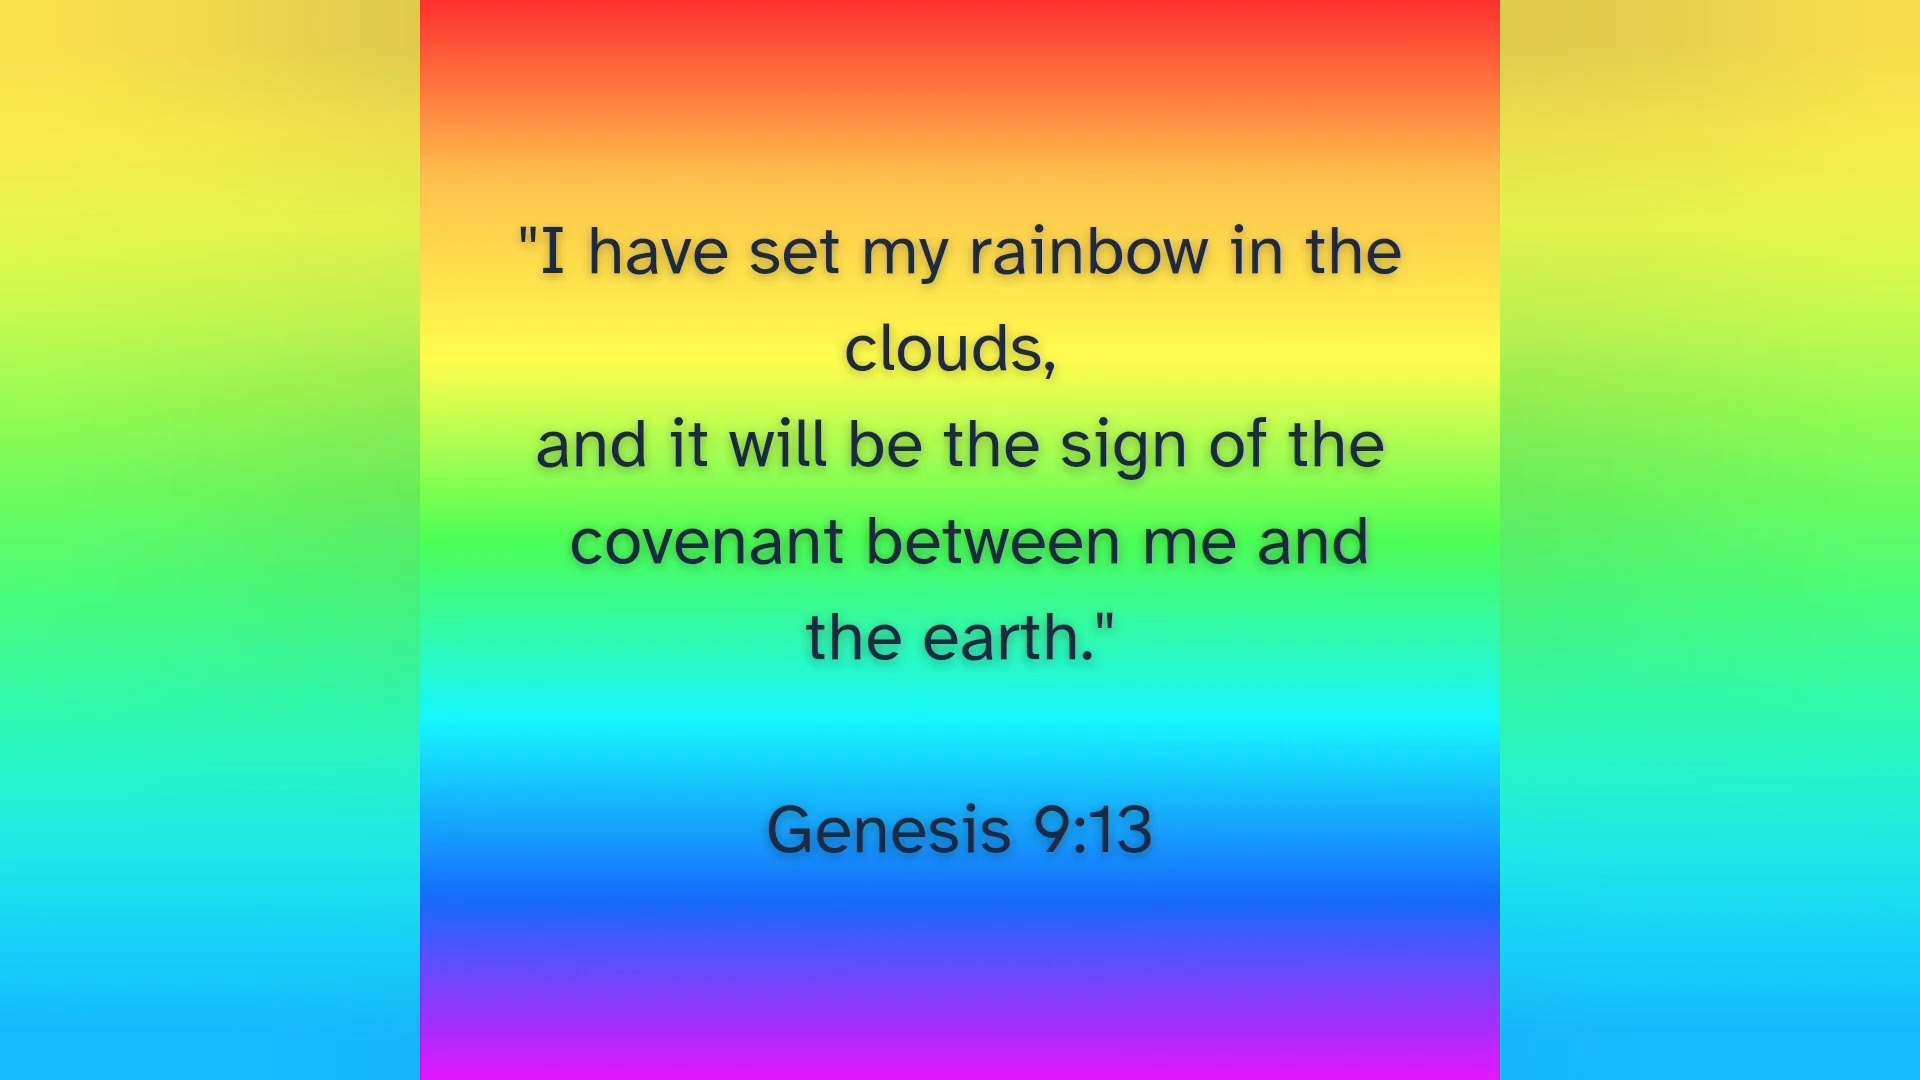 "I have set my rainbow in the
clouds,
and it will be the sign of the
covenant between me and
the earth."
Genesis 9:13